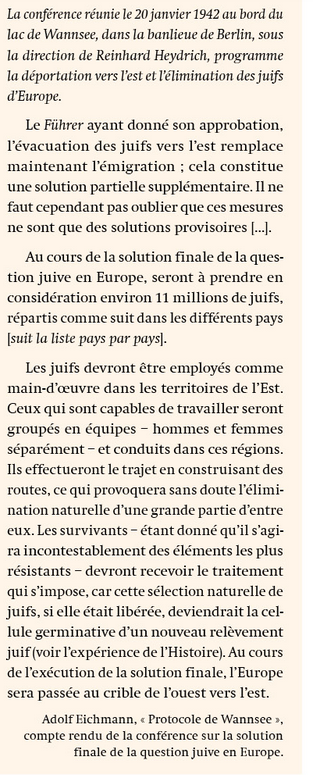 La conférence réunie le 20 janvier 1942 au bord du
lac de Wannsee, dans la banlieue de Berlin, sous
la direction de Reinhard Heydrich, programme
la déportation vers l'est et l'élimination des juifs
d'Europe.
Le Führer ayant donné son approbation,
l'évacuation des juifs vers l'est remplace
maintenant l'émigration ; cela constitue
une solution partielle supplémentaire. Il ne
faut cependant pas oublier que ces mesures
ne sont que des solutions provisoires [...].
Au cours de la solution finale de la ques-
tion juive en Europe, seront à prendre en
considération environ 11 millions de juifs,
répartis comme suit dans les différents pays
[suit la liste pays par pays].
Les juifs devront être employés comme
main-d'œuvre dans les territoires de l'Est.
Ceux qui sont capables de travailler seront
groupés en équipes – hommes et femmes
séparément – et conduits dans ces régions.
Ils effectueront le trajet en construisant des
routes, ce qui provoquera sans doute l'élimi-
nation naturelle d'une grande partie d'entre
eux. Les survivants – étant donné qu'il s'agi-
ra incontestablement des éléments les plus
résistants – devront recevoir le traitement
qui s'impose, car cette sélection naturelle de
juifs, si elle était libérée, deviendrait la cel-
lule germinative d'un nouveau relèvement
juif (voir l'expérience de l'Histoire). Au cours
de l'exécution de la solution finale, l'Europe
sera passée au crible de l'ouest vers l'est.
Adolf Eichmann, « Protocole de Wannsee »,
compte rendu de la conférence sur la solution
finale de la question juive en Europe.